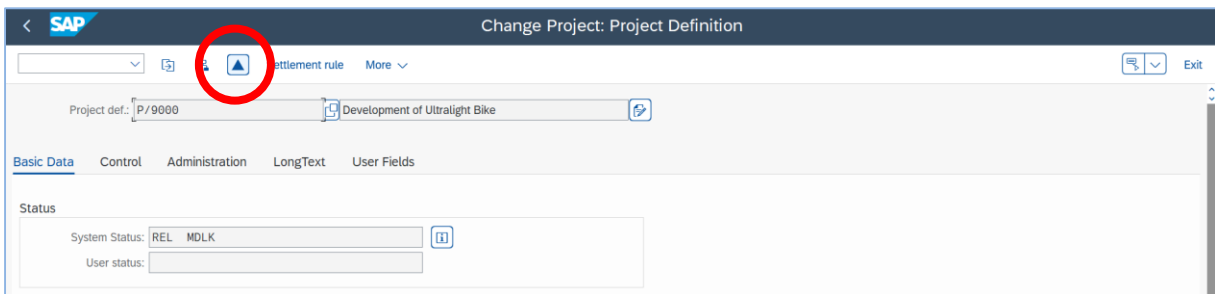 SAP
Change Project: Project Definition
ettlement rule More
Exit
Project def.: P/9000 Development of Ultralight Bike
Basic Data Control Administration LongText User Fields
Status
System Status: REL MDLK
User status: